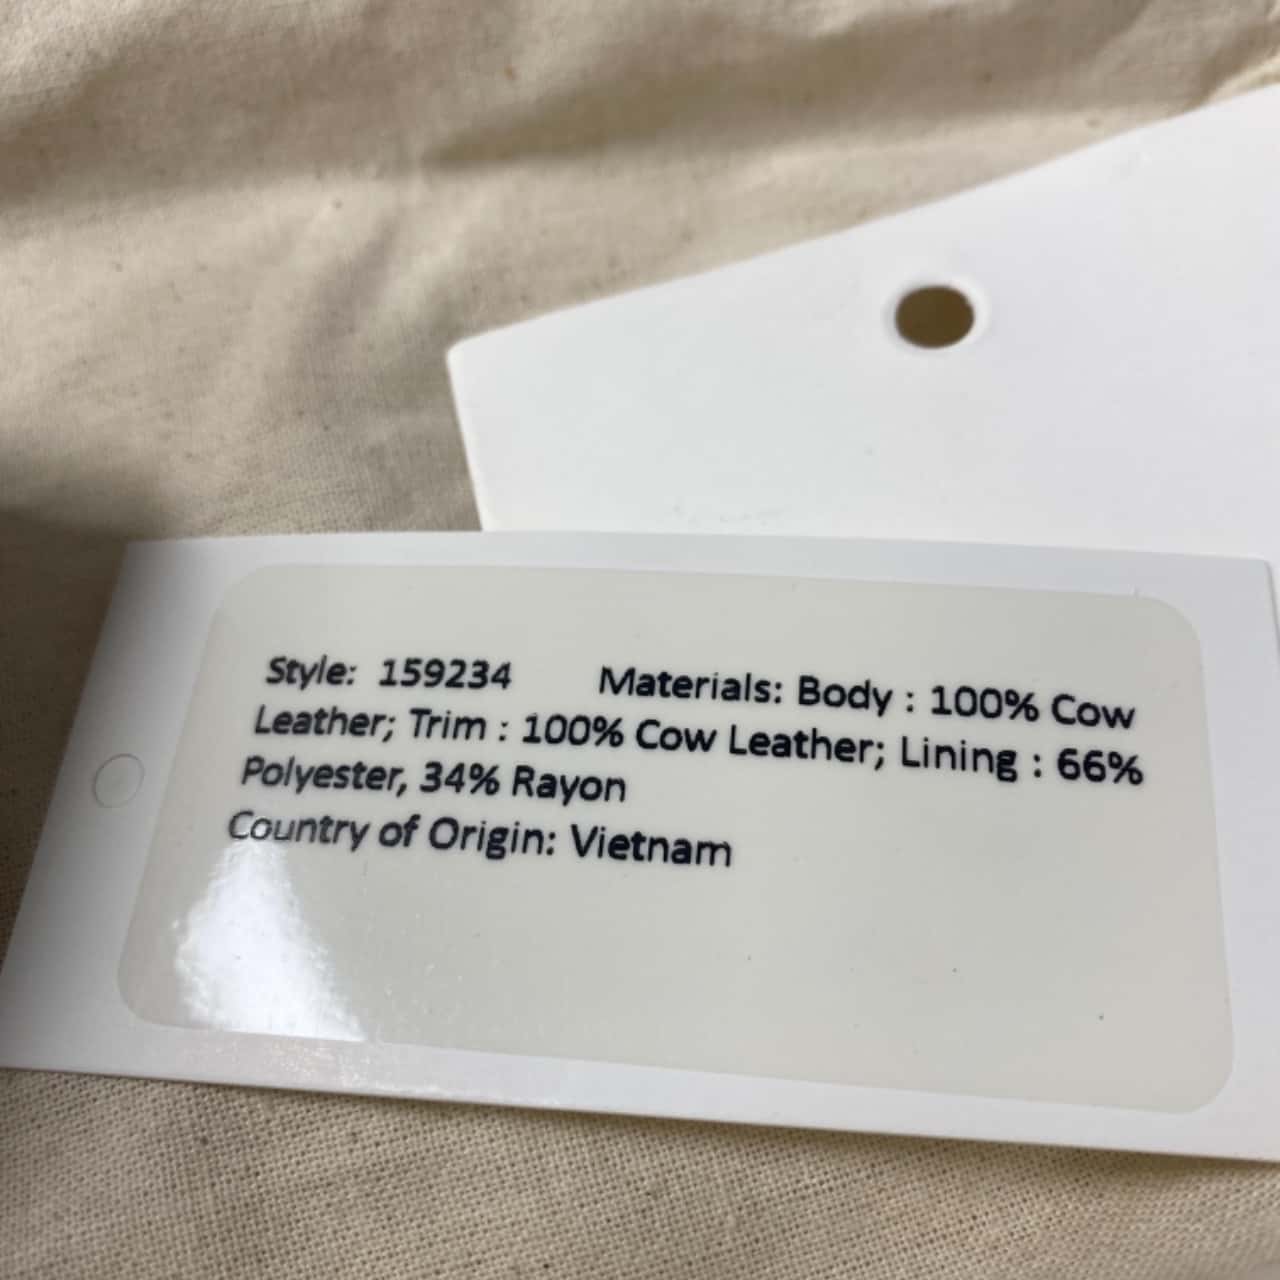 Style: 159234 Materials: Body : 100% Cow
Leather; Trim : 100% Cow Leather; Lining : 66%
Polyester, 34% Rayon
Country of Origin: Vietnam